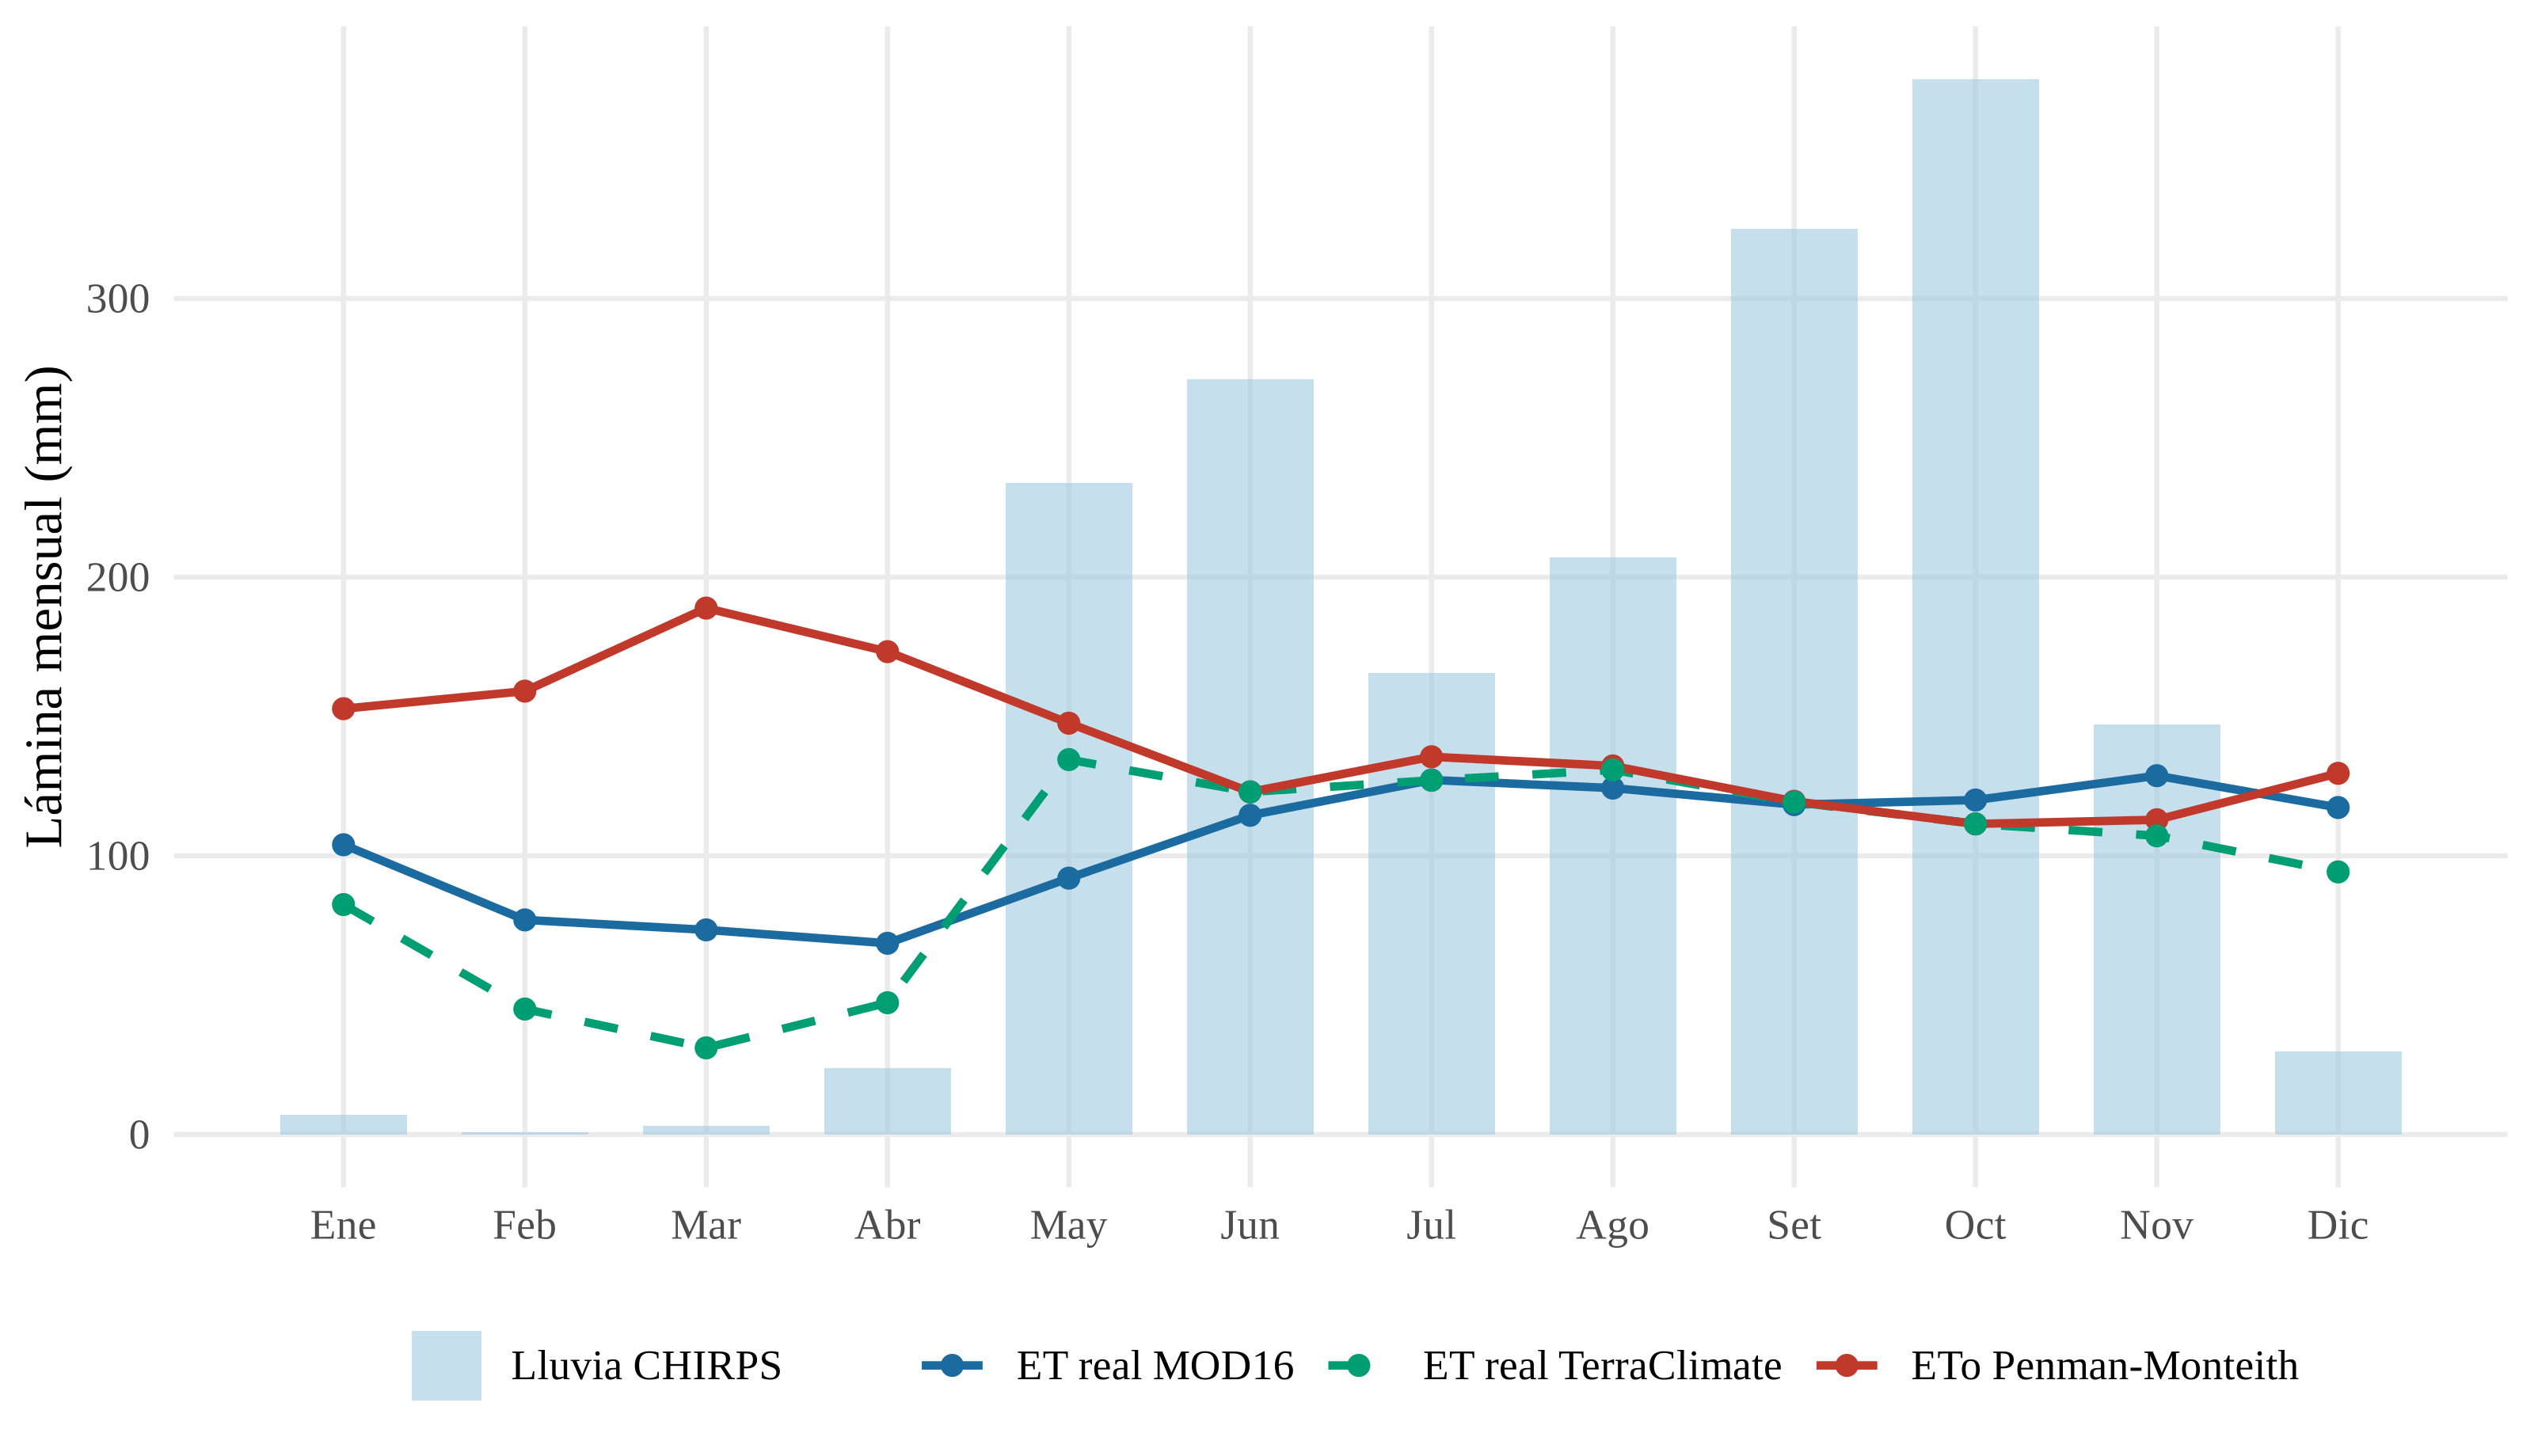 Lámina mensual (mm)
300
200
100
0
Ene Feb Mar Abr May Jun Jul Ago Set Oct Nov Dic
Lluvia CHIRPS ET real MOD16 ET real TerraClimate ETo Penman-Monteith